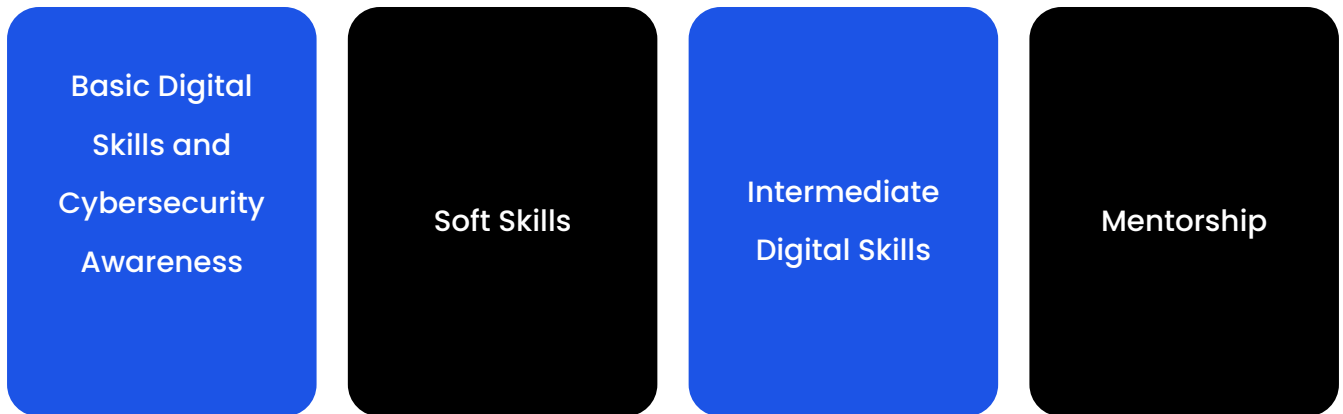 Basic Digital
Skills and
Cybersecurity
Awareness
Soft Skills
Intermediate
Digital Skills
Mentorship